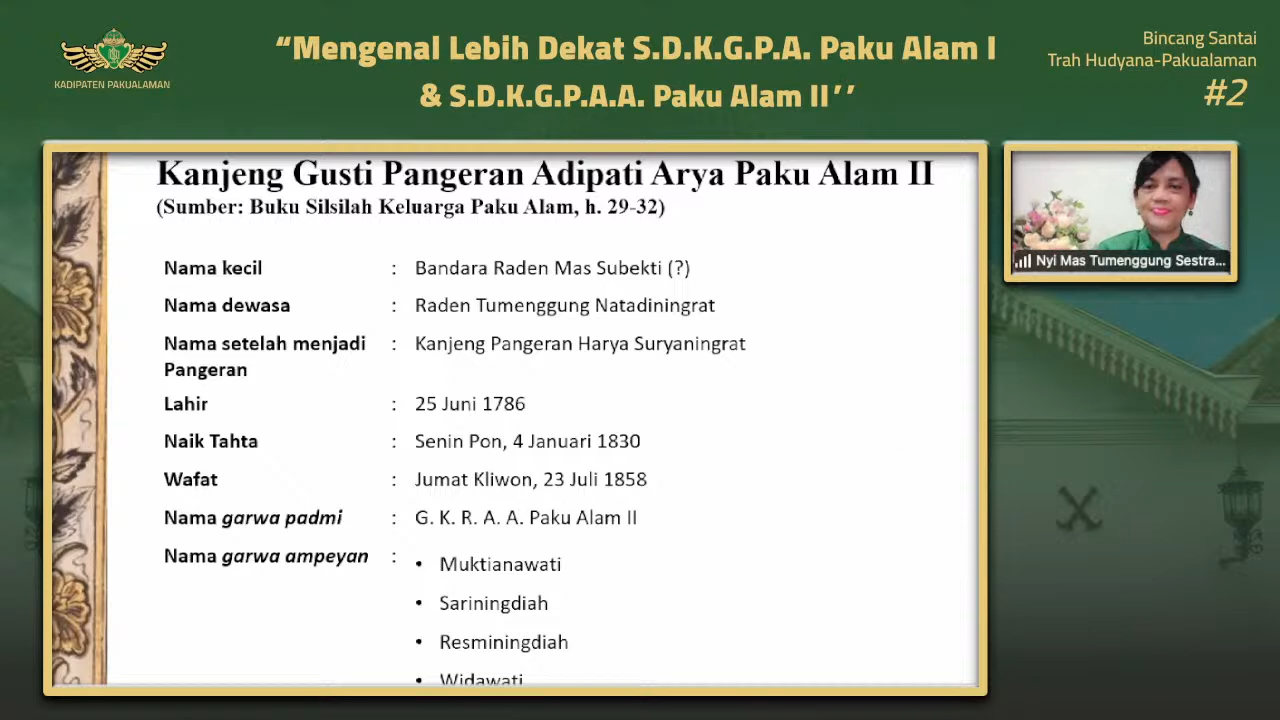 KADIPATEN PAKUALAMAN
“Mengenal Lebih Dekat S.D.K.G.P.A. Paku Alam I
& S.D.K.G.P.A.A. Paku Alam II’’
Bincang Santai
Trah Hudyana-Pakualaman
#2
Kanjeng Gusti Pangeran Adipati Arya Paku Alam II
(Sumber: Buku Silsilah Keluarga Paku Alam, h. 29-32)
Nama kecil : Bandara Raden Mas Subekti (?)
Nama dewasa : Raden Tumenggung Natadiningrat
Nama setelah menjadi : Kanjeng Pangeran Harya Suryaningrat
Pangeran
Lahir : 25 Juni 1786
Naik Tahta : Senin Pon, 4 Januari 1830
Wafat : Jumat Kliwon, 23 Juli 1858
Nama garwa padmi : G. K. R. A. A. Paku Alam II
Nama garwa ampeyan :
• Muktianawati
• Sariningdiah
• Resminingdiah
• Widawati
Nyi Mas Tumenggung Sestra...